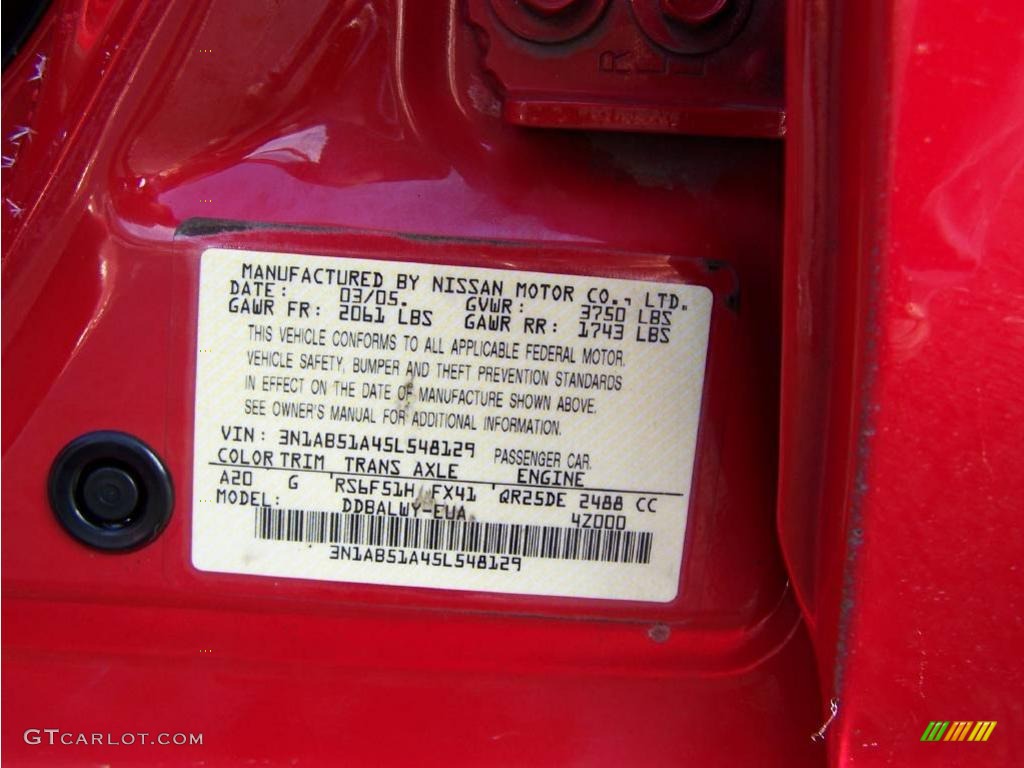 MANUFACTURED BY NISSAN MOTOR CO., LTD.
DATE: 03/05. GVWR: 3750 LBS
GAWR FR: 2061 LBS GAWR RR: 1743 LBS
THIS VEHICLE CONFORMS TO ALL APPLICABLE FEDERAL MOTOR
VEHICLE SAFETY, BUMPER AND THEFT PREVENTION STANDARDS
IN EFFECT ON THE DATE OF MANUFACTURE SHOWN ABOVE.
SEE OWNER'S MANUAL FOR ADDITIONAL INFORMATION.
VIN: 3N1AB51A45L548129 PASSENGER CAR.
COLOR TRIM TRANS AXLE ENGINE
A20 G RS6F51H FX41 QR25DE 2488 CC
MODEL: DDBALWY-EUA 4Z000
3N1AB51A45L548129
GTCARLOT.COM